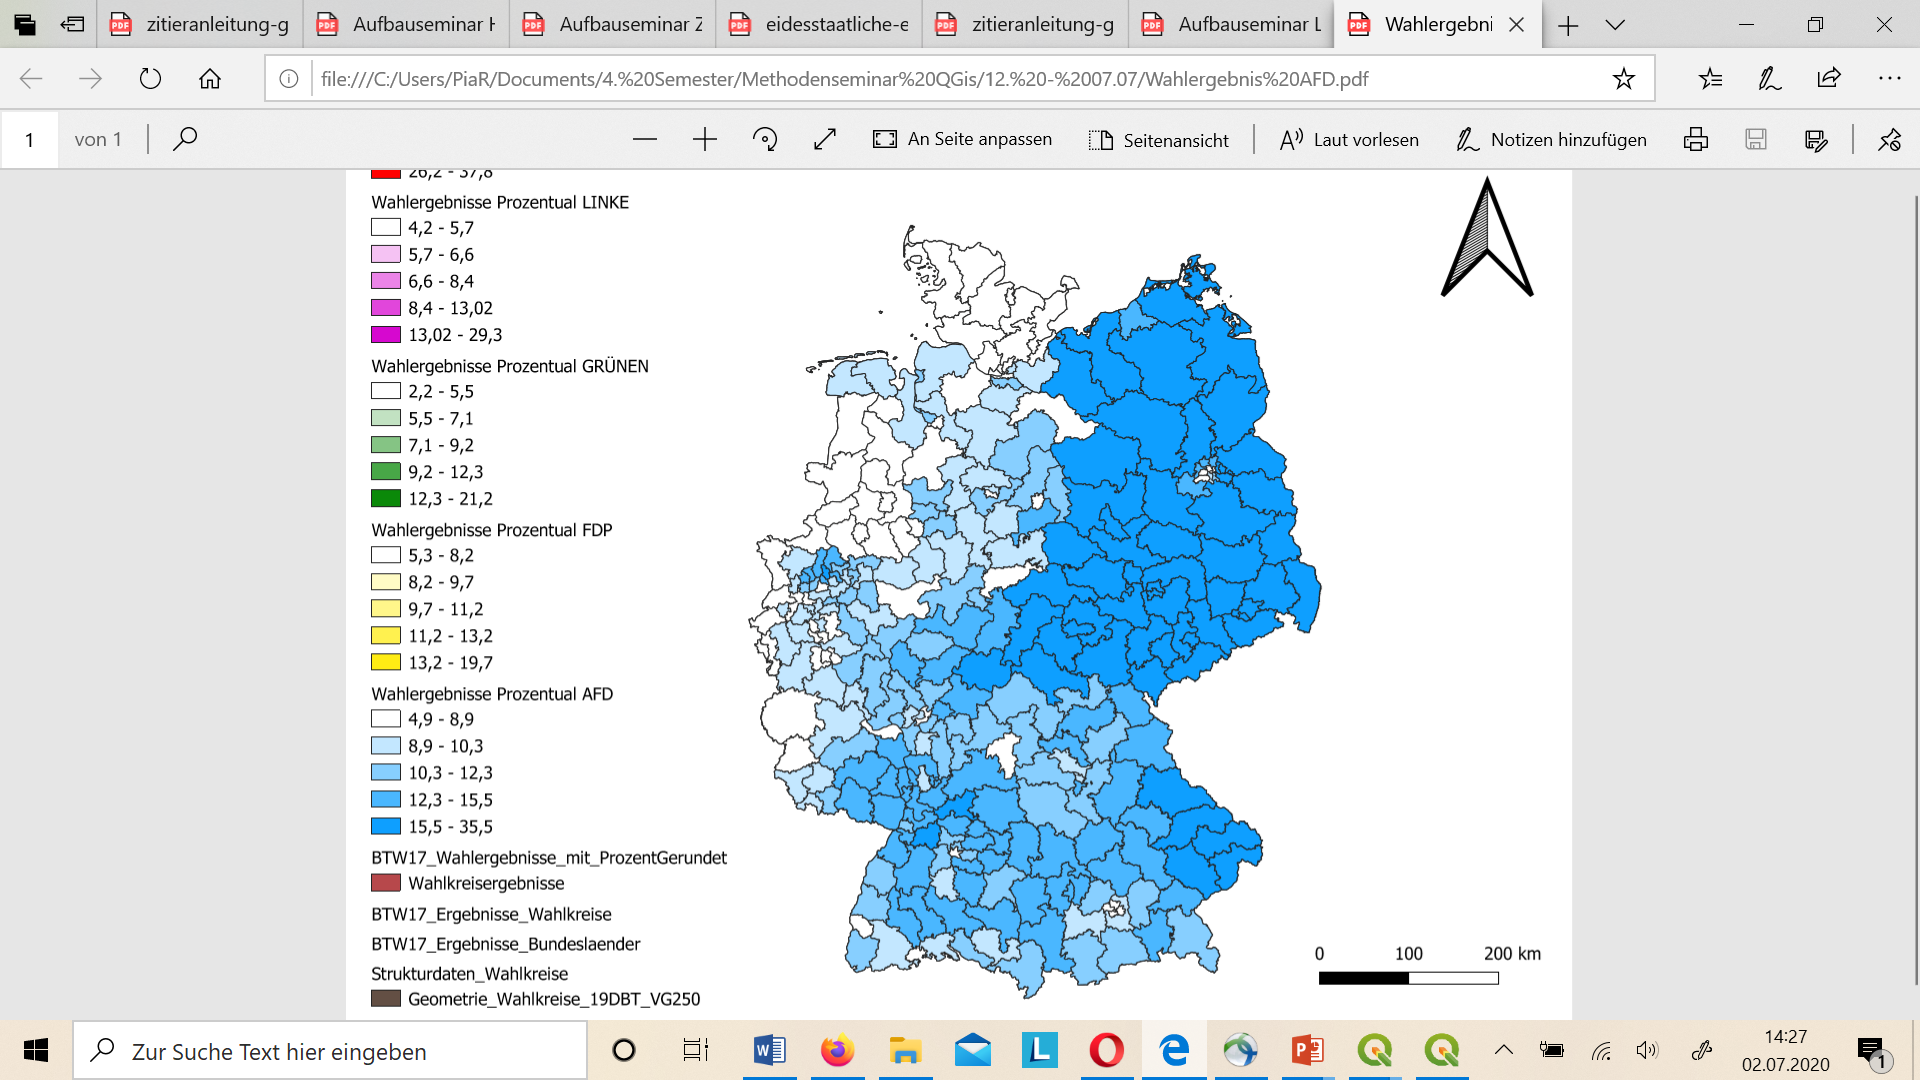 zitieranleitung-g
Aufbauseminar H
Aufbauseminar Z
eidesstaatliche-e
zitieranleitung-g
Aufbauseminar L
Wahlergebni
file:///C:/Users/PiaR/Documents/4.%20Semester/Methodenseminar%20QGis/12.%20-%2007.07/Wahlergebnis%20AFD.pdf
1 von 1
An Seite anpassen
Seitenansicht
Laut vorlesen
Notizen hinzufügen
26,2 - 37,8
Wahlergebnisse Prozentual LINKE
4,2 - 5,7
5,7 - 6,6
6,6 - 8,4
8,4 - 13,02
13,02 - 29,3
Wahlergebnisse Prozentual GRÜNEN
2,2 - 5,5
5,5 - 7,1
7,1 - 9,2
9,2 - 12,3
12,3 - 21,2
Wahlergebnisse Prozentual FDP
5,3 - 8,2
8,2 - 9,7
9,7 - 11,2
11,2 - 13,2
13,2 - 19,7
Wahlergebnisse Prozentual AFD
4,9 - 8,9
8,9 - 10,3
10,3 - 12,3
12,3 - 15,5
15,5 - 35,5
BTW17_Wahlergebnisse_mit_ProzentGerundet
Wahlkreisergebnisse
BTW17_Ergebnisse_Wahlkreise
BTW17_Ergebnisse_Bundeslaender
Strukturdaten_Wahlkreise
Geometrie_Wahlkreise_19DBT_VG250
0 100 200 km
Zur Suche Text hier eingeben
14:27
02.07.2020
1